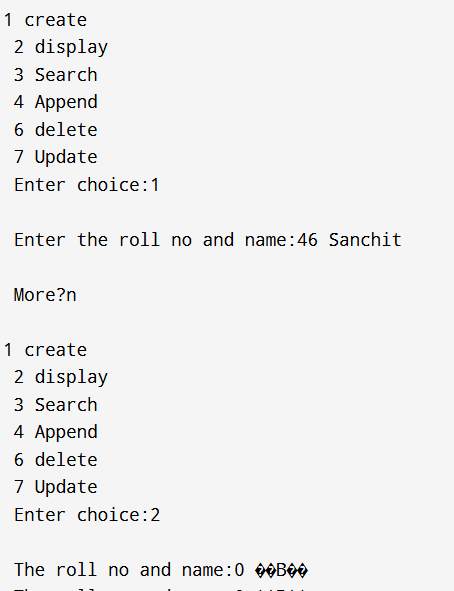 1 create
2 display
3 Search
4 Append
6 delete
7 Update
Enter choice:1
Enter the roll no and name:46 Sanchit
More?n
1 create
2 display
3 Search
4 Append
6 delete
7 Update
Enter choice:2
The roll no and name:0 ��B��